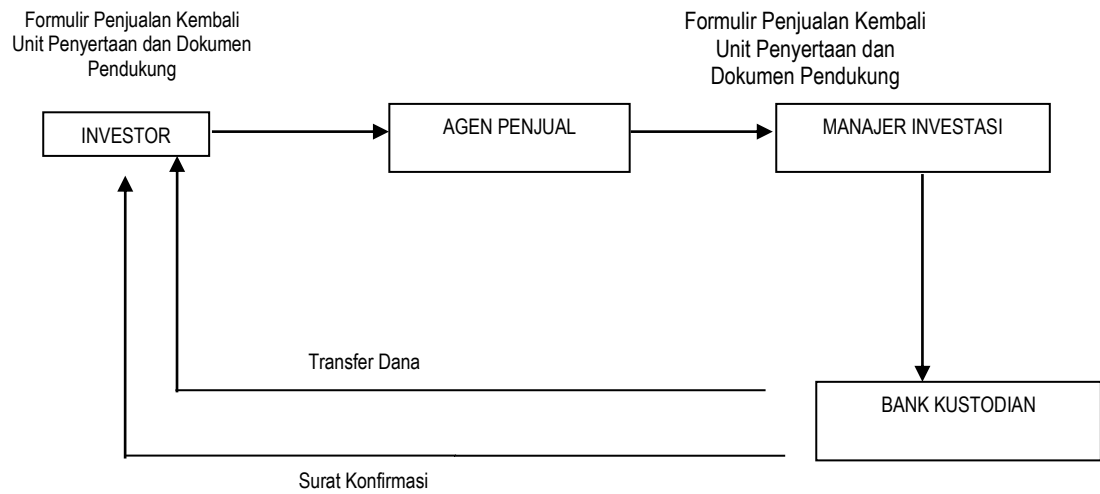 Formulir Penjualan Kembali
Unit Penyertaan dan Dokumen
Pendukung
Formulir Penjualan Kembali
Unit Penyertaan dan
Dokumen Pendukung
INVESTOR
AGEN PENJUAL
MANAJER INVESTASI
Transfer Dana
BANK KUSTODIAN
Surat Konfirmasi